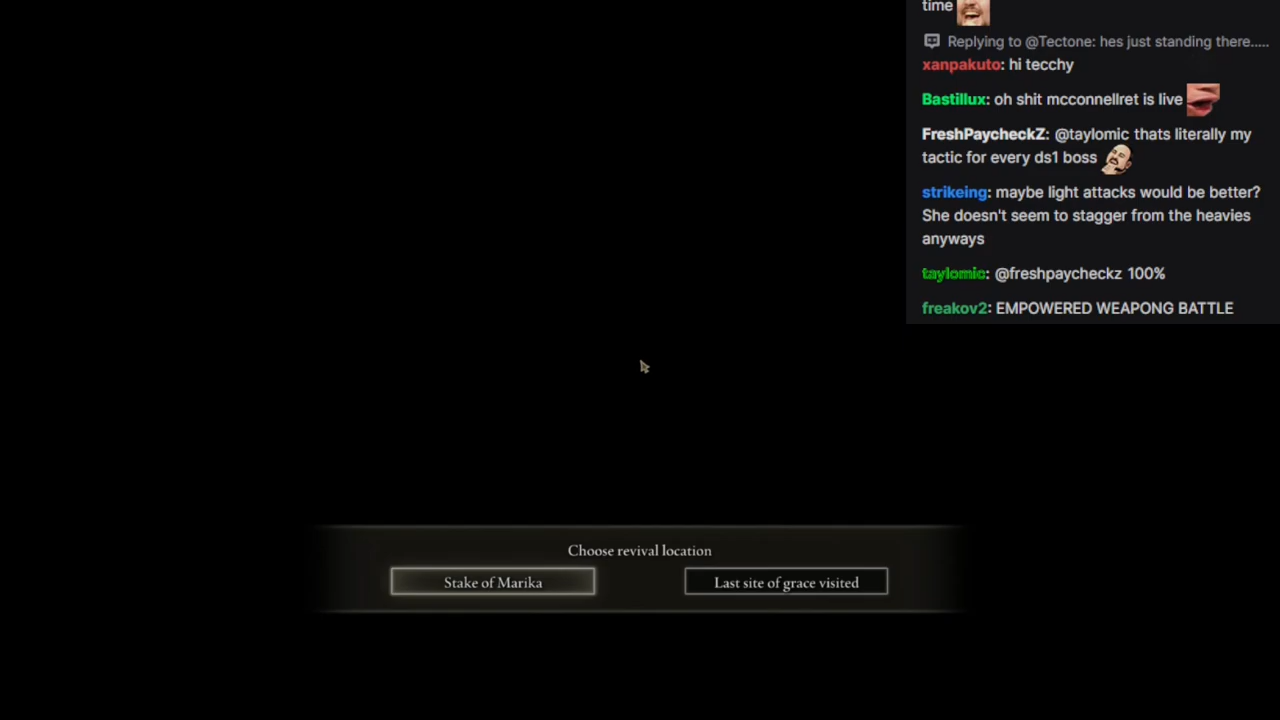 time
Replying to @Tectone: hes just standing there.....
xanpakuto: hi tecchy
Bastillux: oh shit mcconnellret is live
FreshPaycheckZ: @taylomic thats literally my
tactic for every ds1 boss
strikeing: maybe light attacks would be better?
She doesn't seem to stagger from the heavies
anyways
taylomic: @freshpaycheckz 100%
freakov2: EMPOWERED WEAPONG BATTLE
Choose revival location
Stake of Marika
Last site of grace visited